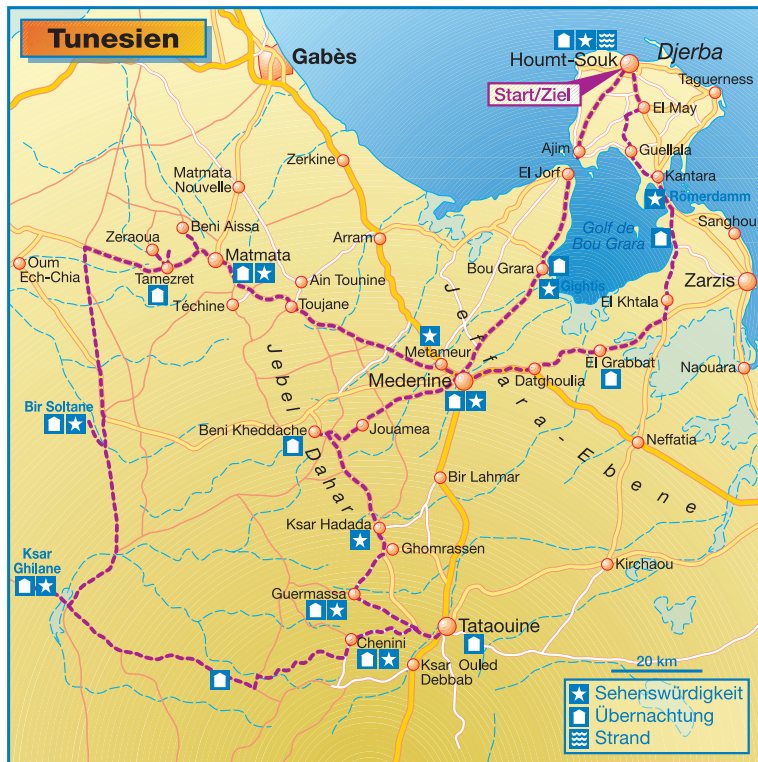 Tunesien
Gabès
Houmt-Souk
Djerba
Start/Ziel
Taguerness
El May
Ajim
Guellala
El Jorf
Kantara
Römerdamm
Zerkine
Matmata
Nouvelle
Golf de
Bou Grara
Sanghou
Beni Aissa
Zeraoua
Arram
Oum
Ech-Chia
Matmata
Tamezret
Ain Tounine
Bou Grara
Gightis
Zarzis
Téchine
Toujane
El Khtala
Jeffara-Ebene
Metameur
Jebel
Dahar
El Grabbat
Medenine
Datghoulia
Naouara
Bir Soltane
Beni Kheddache
Jouamea
Neffatia
Bir Lahmar
Ksar Hadada
Ksar
Ghilane
Ghomrassen
Kirchaou
Guermassa
Tataouine
Chenini
Ksar Ouled
Debbab
20 km
Sehenswürdigkeit
Übernachtung
Strand